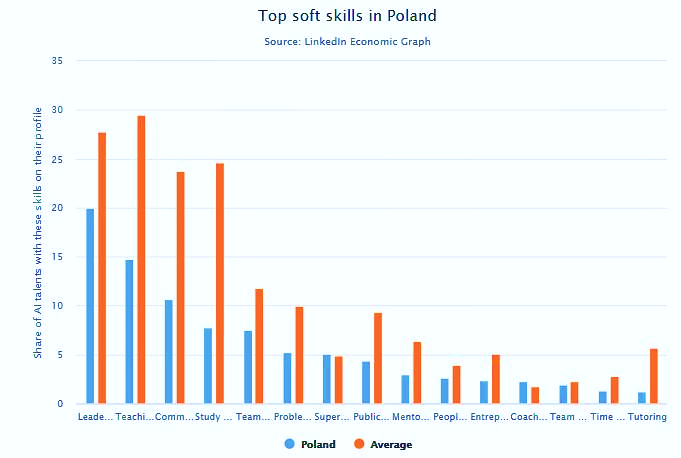 Top soft skills in Poland
Source: LinkedIn Economic Graph
Share of AI talents with these skills on their profile
35
30
25
20
15
10
5
0
Leade... Teachi... Comm... Study ... Team... Proble... Super... Public... Mento... Peopl... Entrep... Coach... Team ... Time ... Tutoring
Poland Average